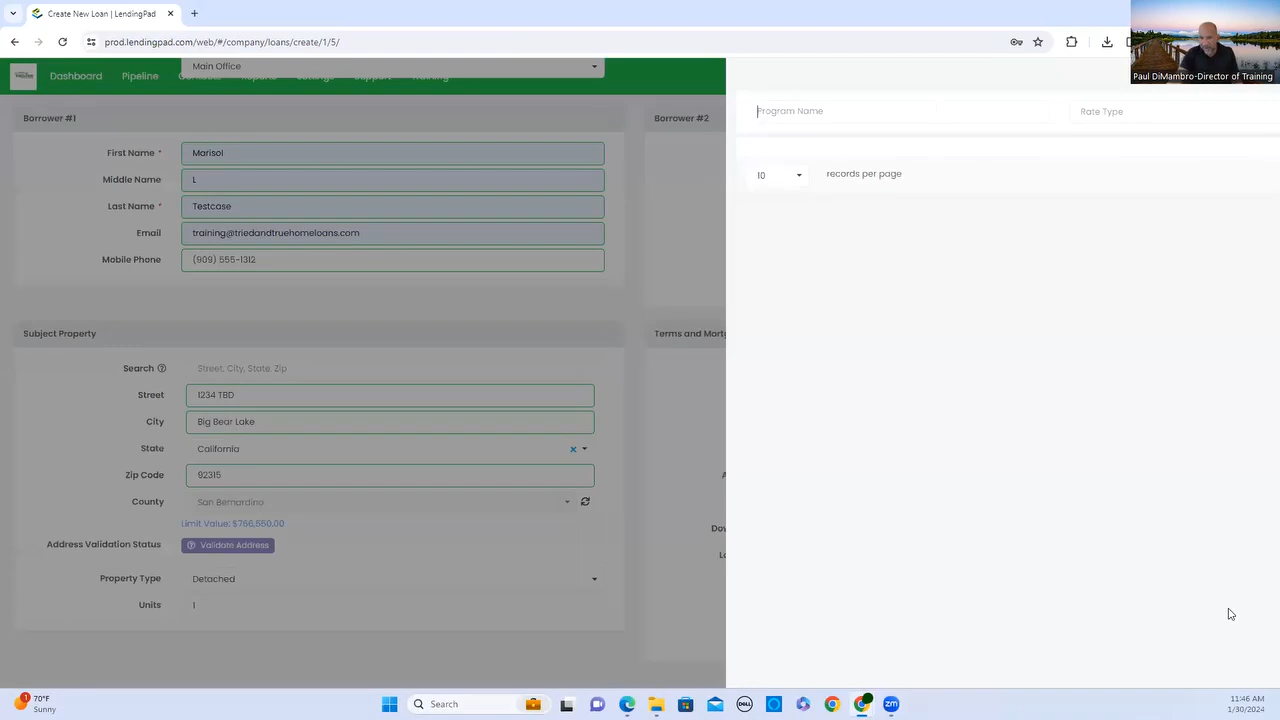 Create New Loan | LendingPad
prod.lendingpad.com/web/#/company/loans/create/1/5/
Paul DiMambro-Director of Training
Main Office
Dashboard Pipeline
Program Name
Rate Type
10 records per page
Borrower #1
First Name * Marisol
Middle Name L
Last Name * Testcase
Email training@triedandtruehomeloans.com
Mobile Phone (909) 555-1312
Borrower #2
Subject Property
Search Street, City, State, Zip
Street 1234 TBD
City Big Bear Lake
State California
Zip Code 92315
County San Bernardino
Limit Value: $766,550.00
Address Validation Status Validate Address
Property Type Detached
Units 1
Terms and Mortg
Dow
Lo
1
70°F
Sunny
Search
DELL
zm
11:46 AM
1/30/2024